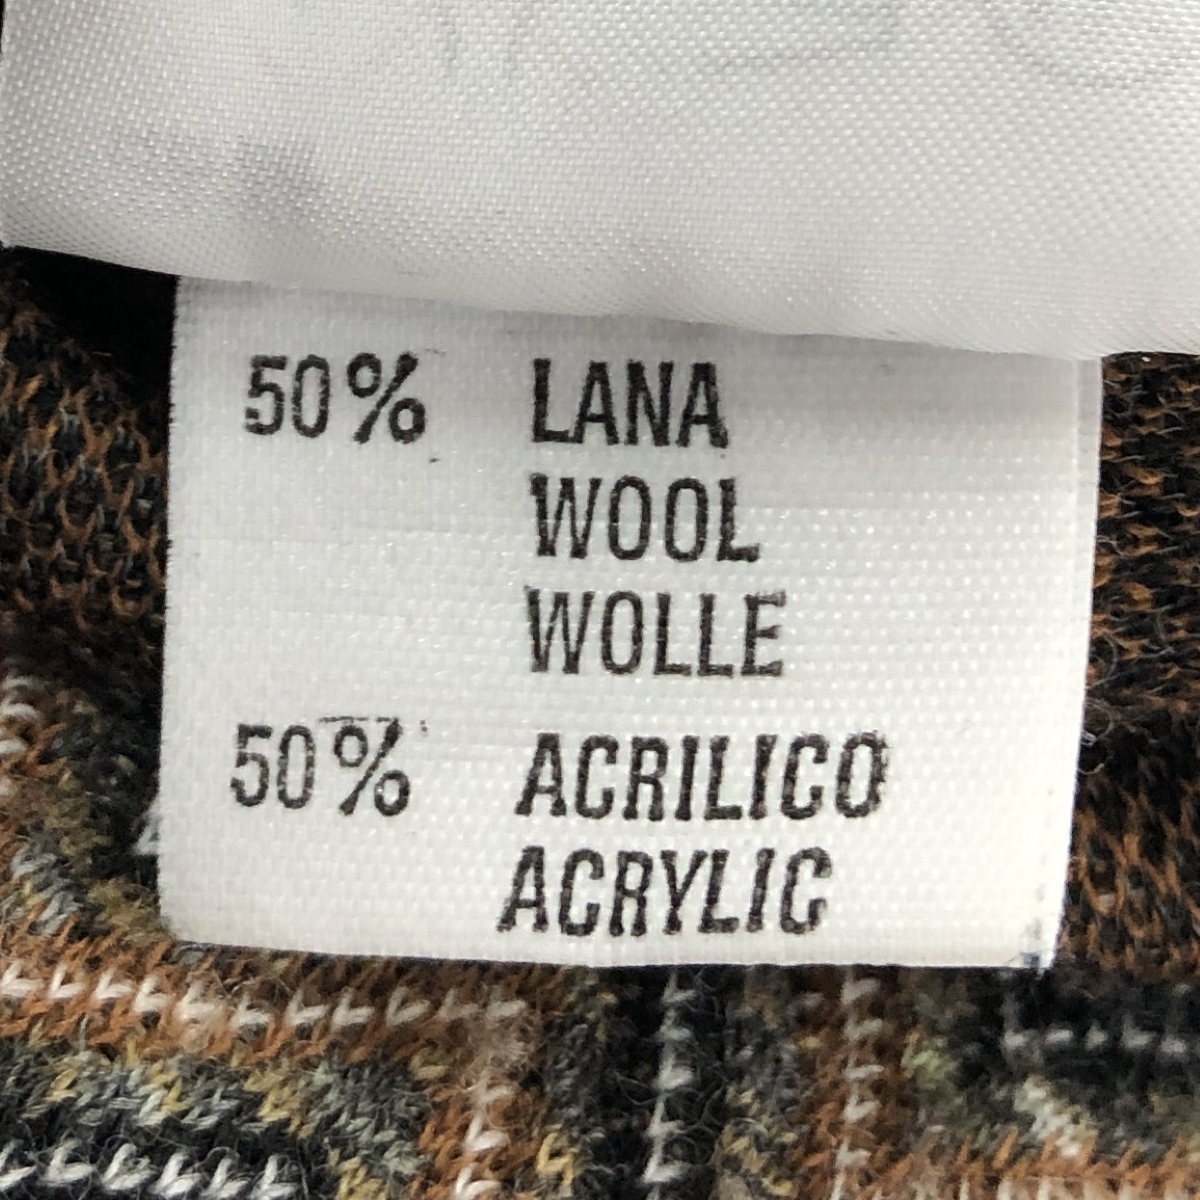 50% LANA
WOOL
WOLLE
50% ACRILICO
ACRYLIC